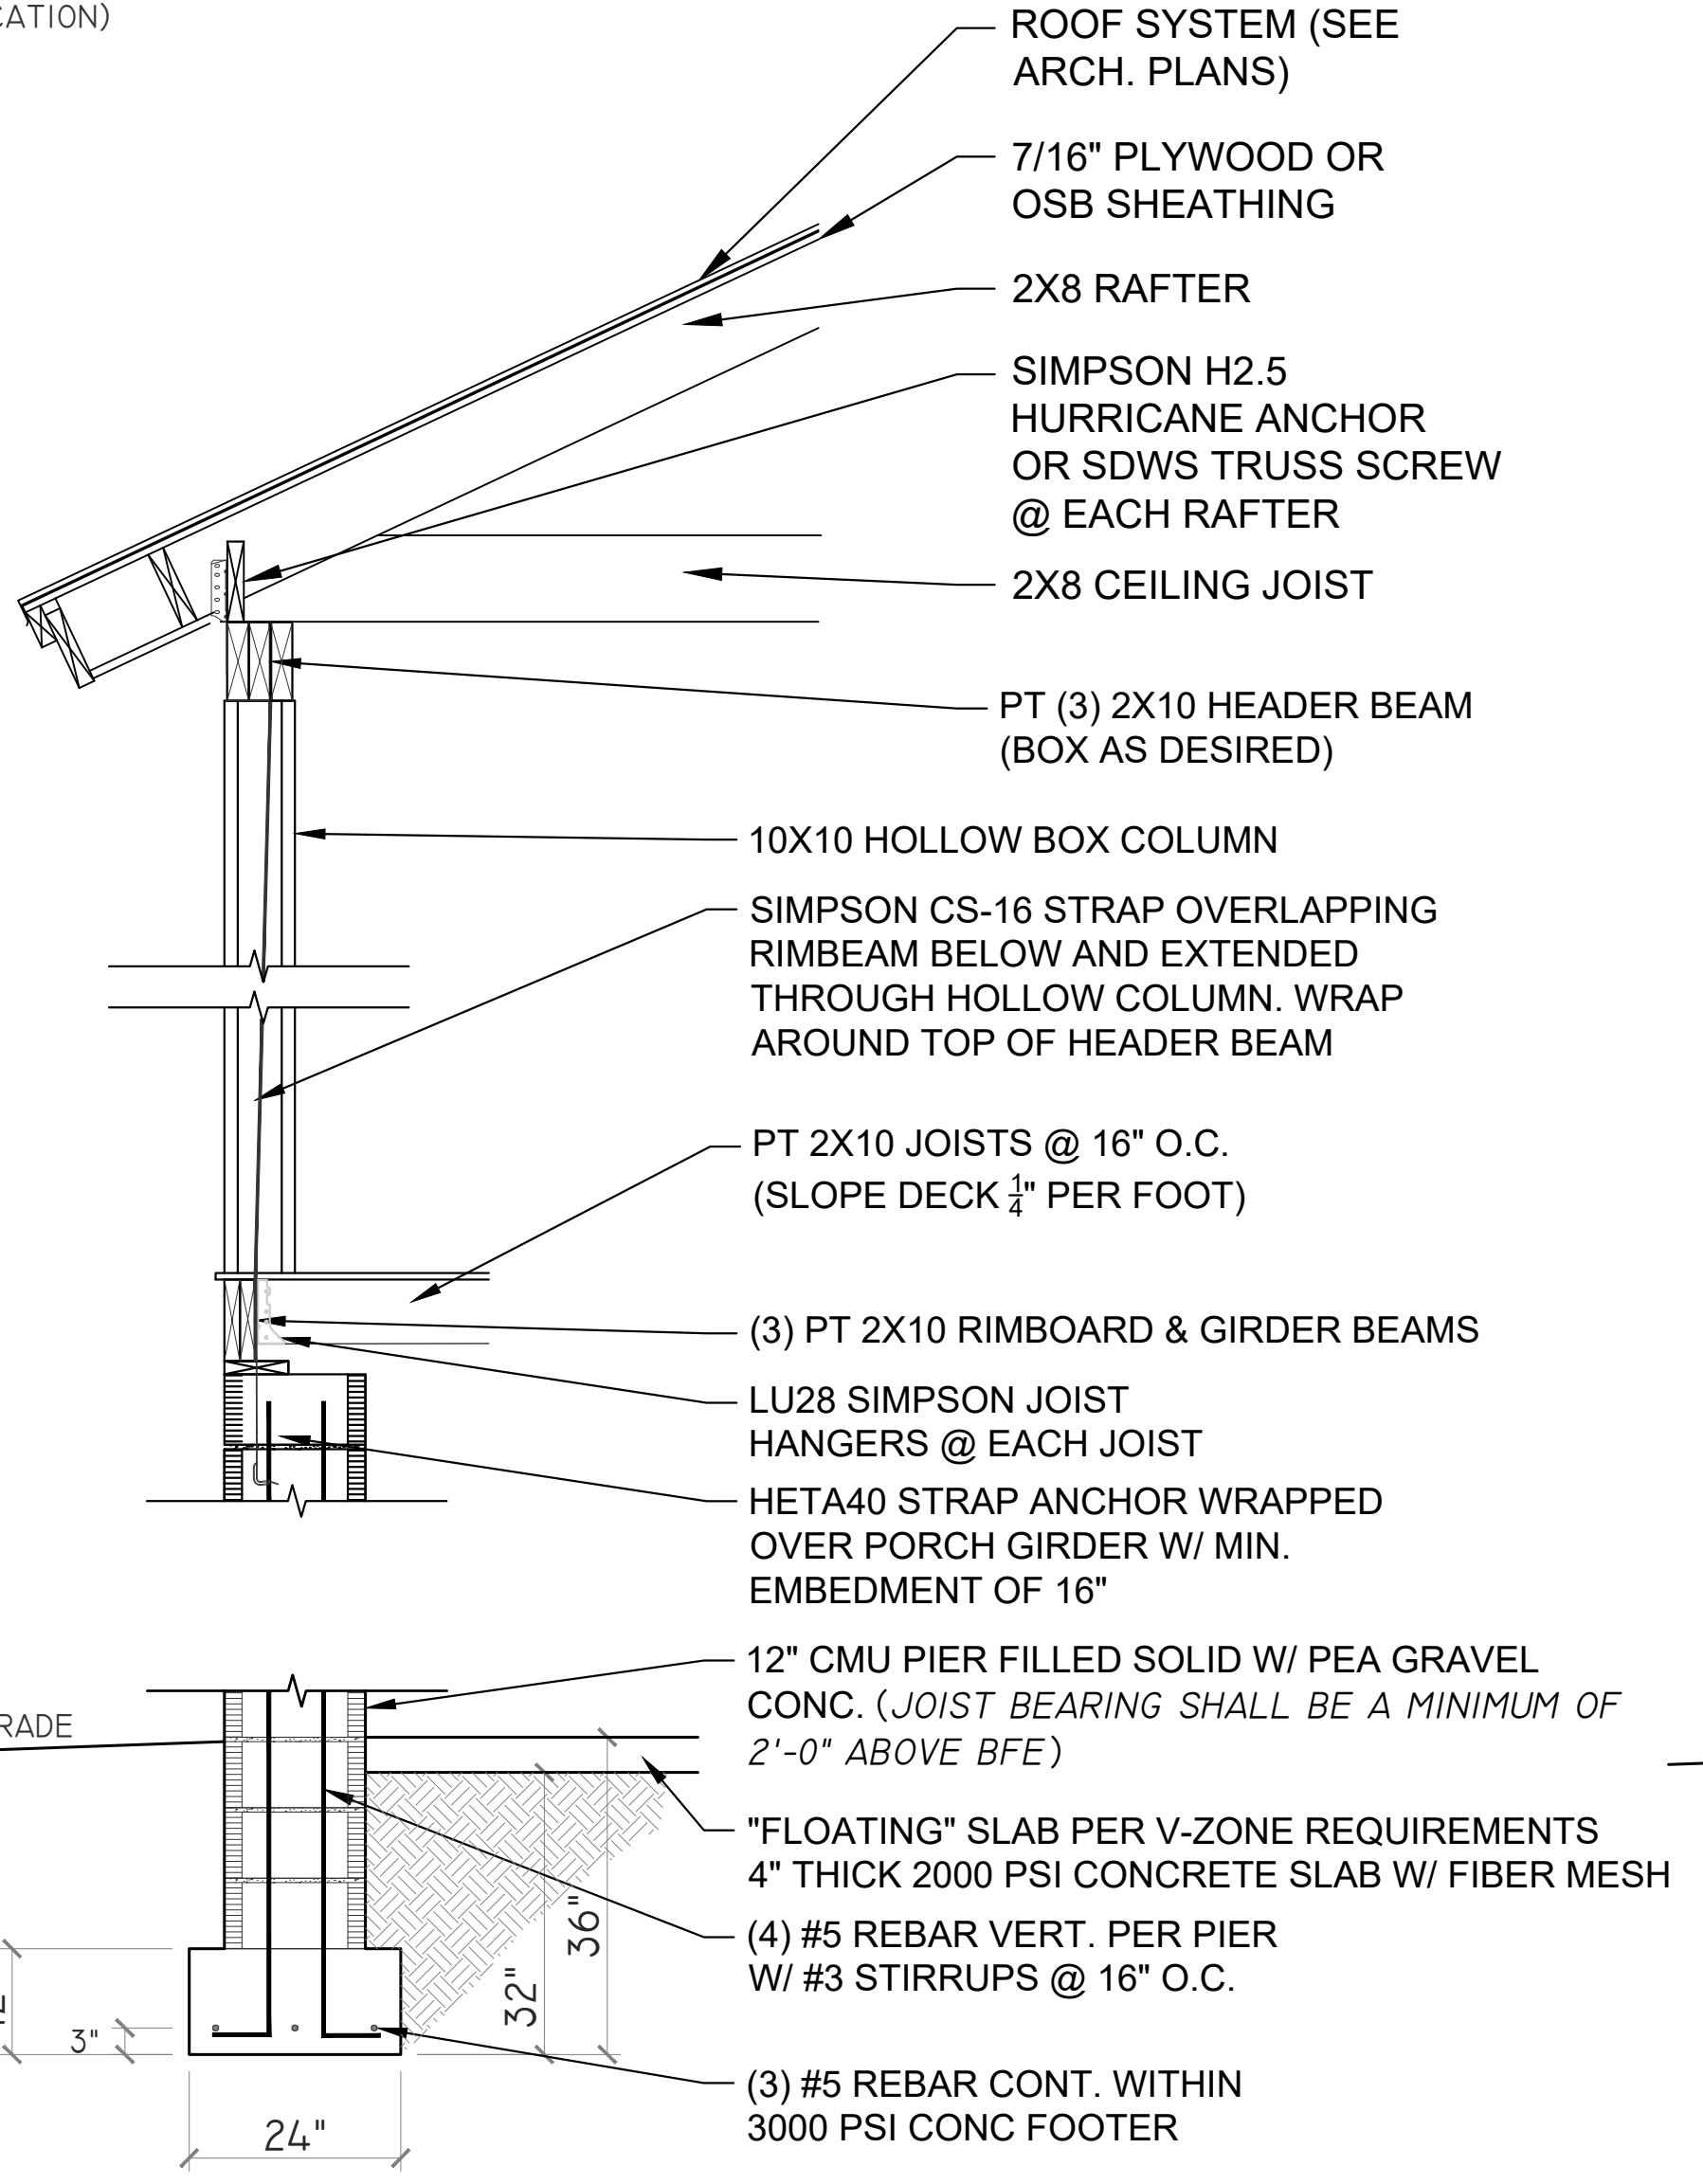 CATION)
ROOF SYSTEM (SEE
ARCH. PLANS)
7/16" PLYWOOD OR
OSB SHEATHING
2X8 RAFTER
SIMPSON H2.5
HURRICANE ANCHOR
OR SDWS TRUSS SCREW
@ EACH RAFTER
2X8 CEILING JOIST
PT (3) 2X10 HEADER BEAM
(BOX AS DESIRED)
10X10 HOLLOW BOX COLUMN
SIMPSON CS-16 STRAP OVERLAPPING
RIMBEAM BELOW AND EXTENDED
THROUGH HOLLOW COLUMN. WRAP
AROUND TOP OF HEADER BEAM
PT 2X10 JOISTS @ 16" O.C.
(SLOPE DECK 1/4" PER FOOT)
(3) PT 2X10 RIMBOARD & GIRDER BEAMS
LU28 SIMPSON JOIST
HANGERS @ EACH JOIST
HETA40 STRAP ANCHOR WRAPPED
OVER PORCH GIRDER W/ MIN.
EMBEDMENT OF 16"
12" CMU PIER FILLED SOLID W/ PEA GRAVEL
CONC. (JOIST BEARING SHALL BE A MINIMUM OF
2'-0" ABOVE BFE)
RADE
"FLOATING" SLAB PER V-ZONE REQUIREMENTS
4" THICK 2000 PSI CONCRETE SLAB W/ FIBER MESH
(4) #5 REBAR VERT. PER PIER
W/ #3 STIRRUPS @ 16" O.C.
36"
32"
3"
(3) #5 REBAR CONT. WITHIN
3000 PSI CONC FOOTER
24"